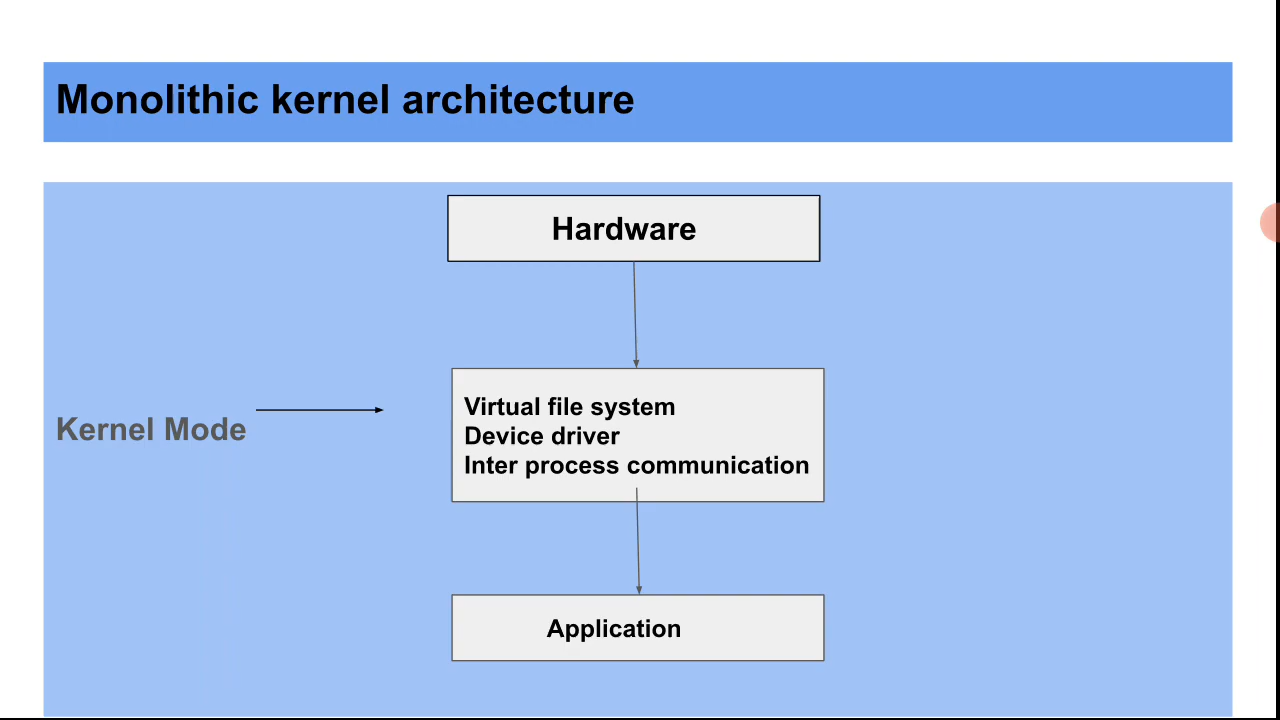 Monolithic kernel architecture
Hardware
Kernel Mode
Virtual file system
Device driver
Inter process communication
Application